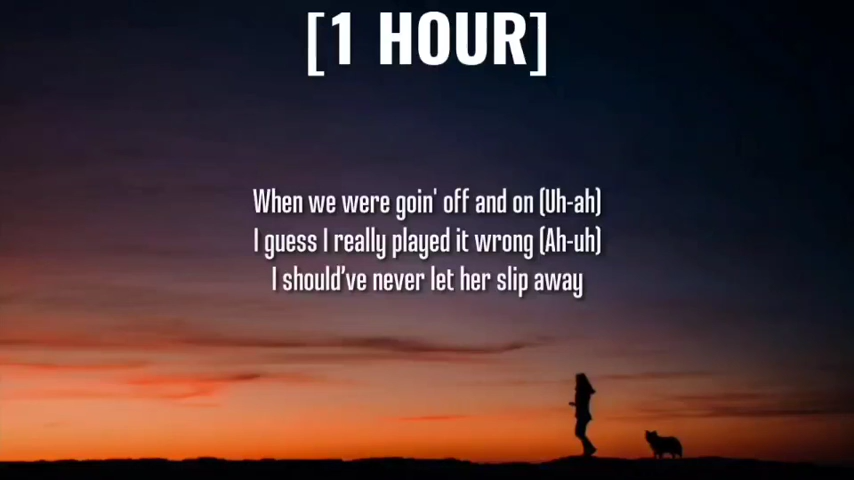 [1 HOUR]
When we were goin' off and on (Uh-ah)
I guess I really played it wrong (Ah-uh)
I should've never let her slip away